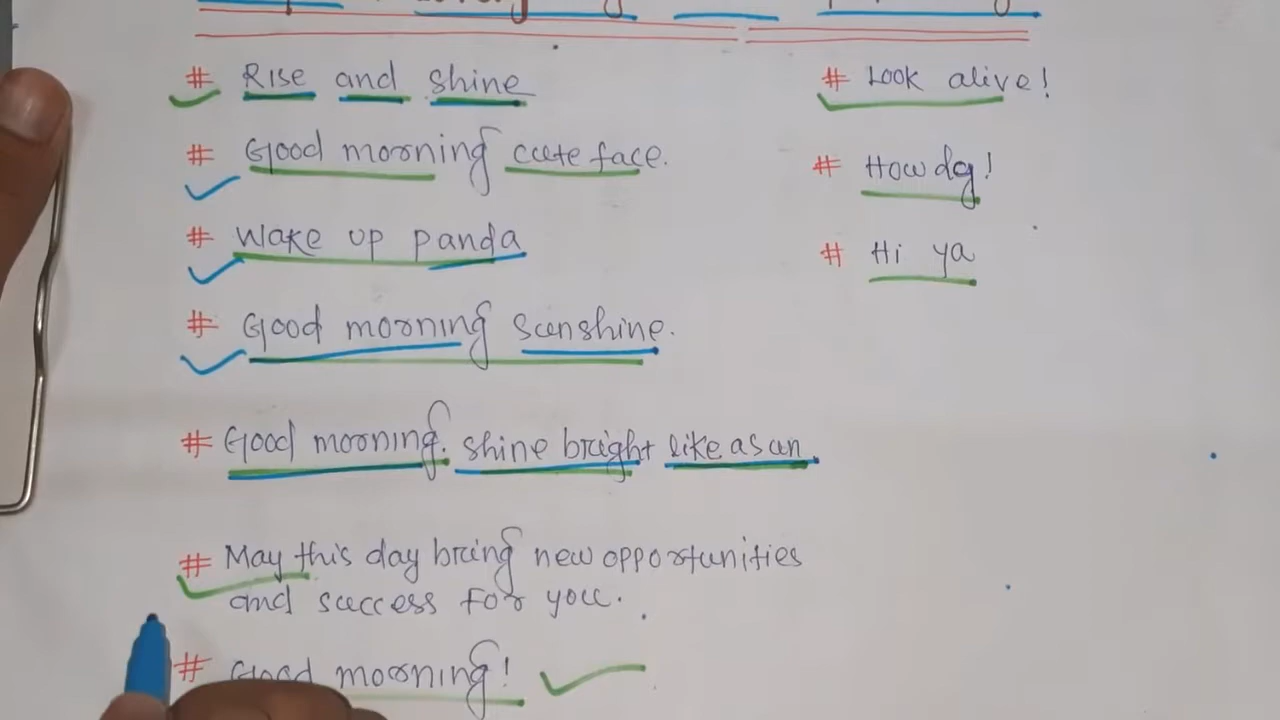 # Rise and shine
# Good morning cute face.
# Wake up panda
# Good morning sunshine.
# Good morning. shine bright like a sun.
# May this day bring new opportunities
and success for you.
# Good morning!
# Look alive!
# Howdy!
# Hi ya